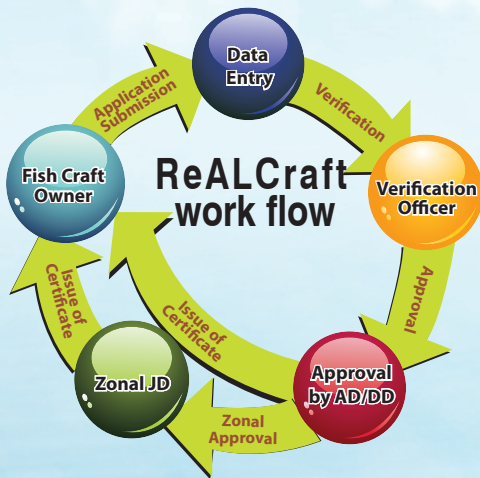 ReALCraft
work flow
Data
Entry
Verification
Verification
Officer
Approval
Approval
by AD/DD
Zonal
Approval
Zonal JD
Issue of
Certificate
Issue of
Certificate
Fish Craft
Owner
Application
Submission